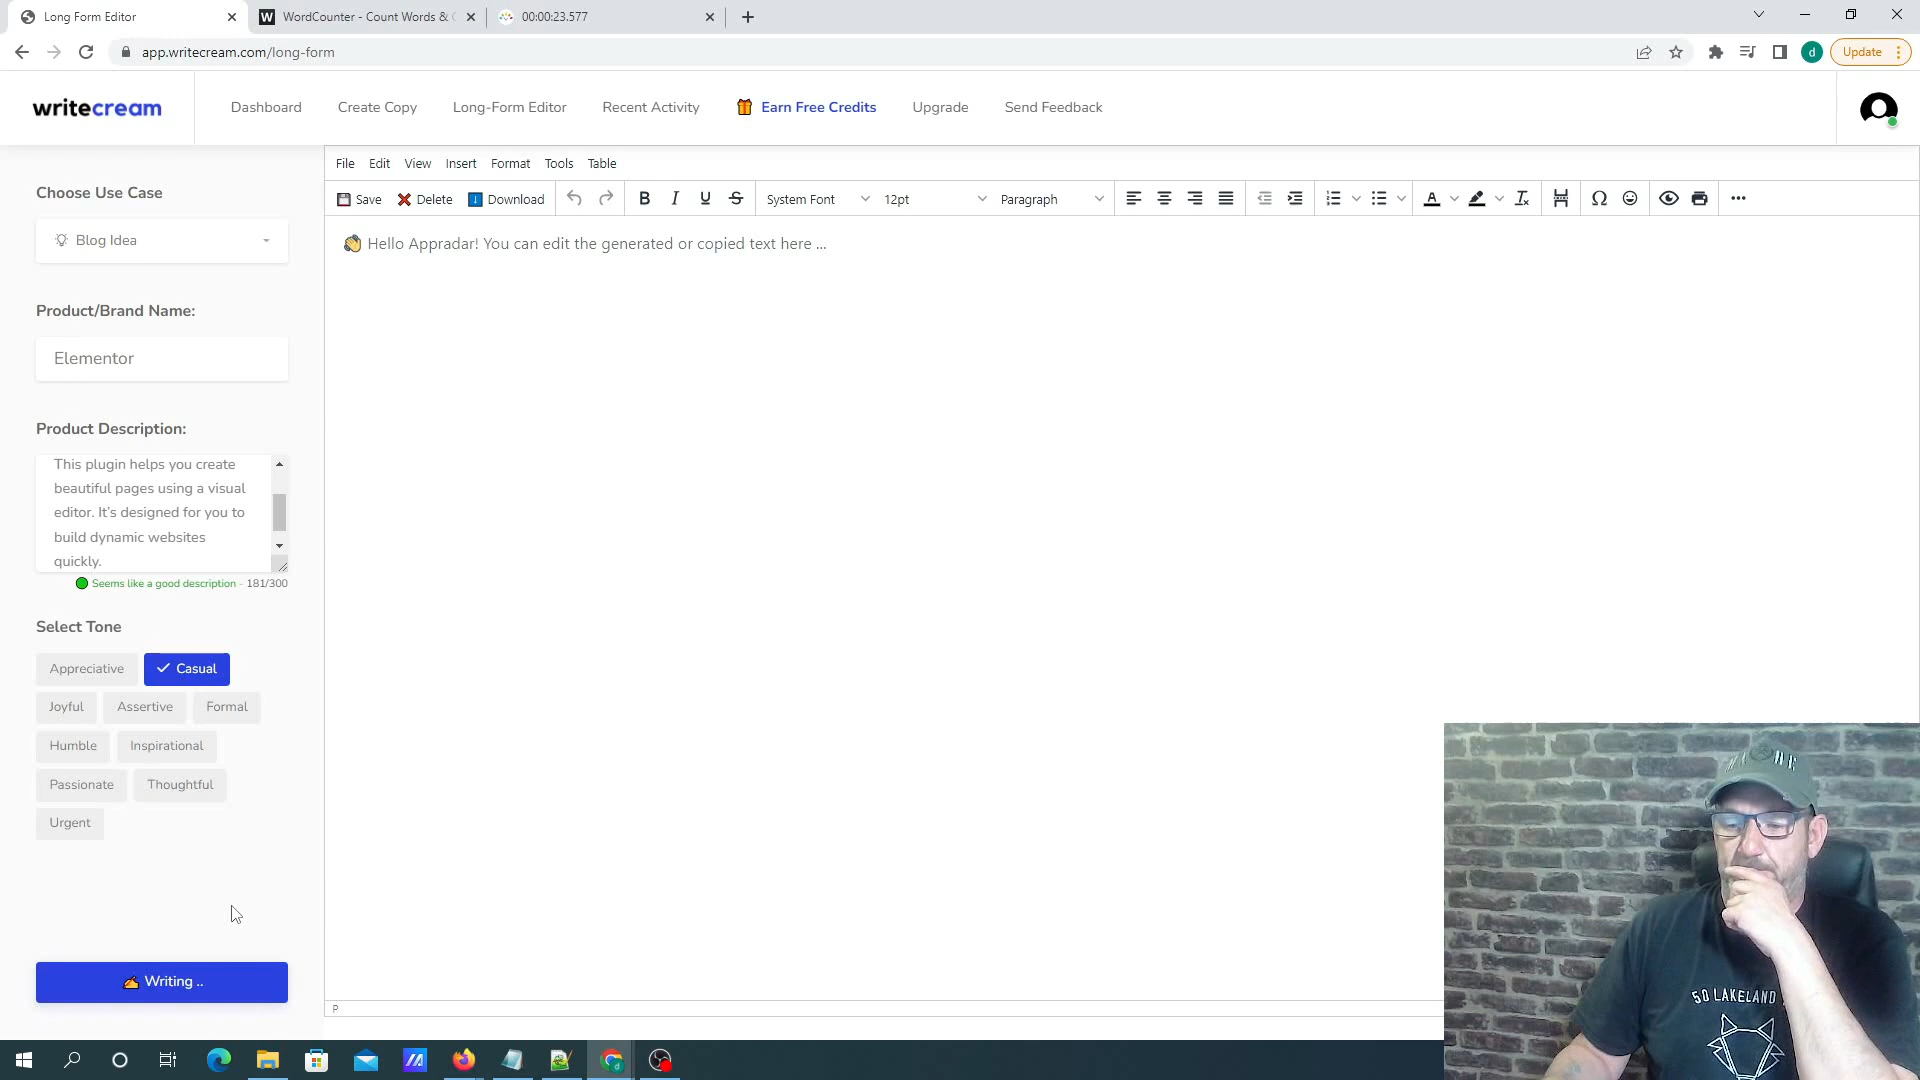 Long Form Editor
WordCounter - Count Words & C
00:00:23.577
app.writecream.com/long-form
d
Update
writecream
Dashboard
Create Copy
Long-Form Editor
Recent Activity
Earn Free Credits
Upgrade
Send Feedback
File Edit View Insert Format Tools Table
Save Delete Download B I U S System Font 12pt Paragraph
Choose Use Case
Blog Idea
Hello Appradar! You can edit the generated or copied text here ...
Product/Brand Name:
Elementor
Product Description:
This plugin helps you create
beautiful pages using a visual
editor. It's designed for you to
build dynamic websites
quickly.
Seems like a good description - 181/300
Select Tone
Appreciative Casual
Joyful Assertive Formal
Humble Inspirational
Passionate Thoughtful
Urgent
Writing ..
P
50 LAKELAND